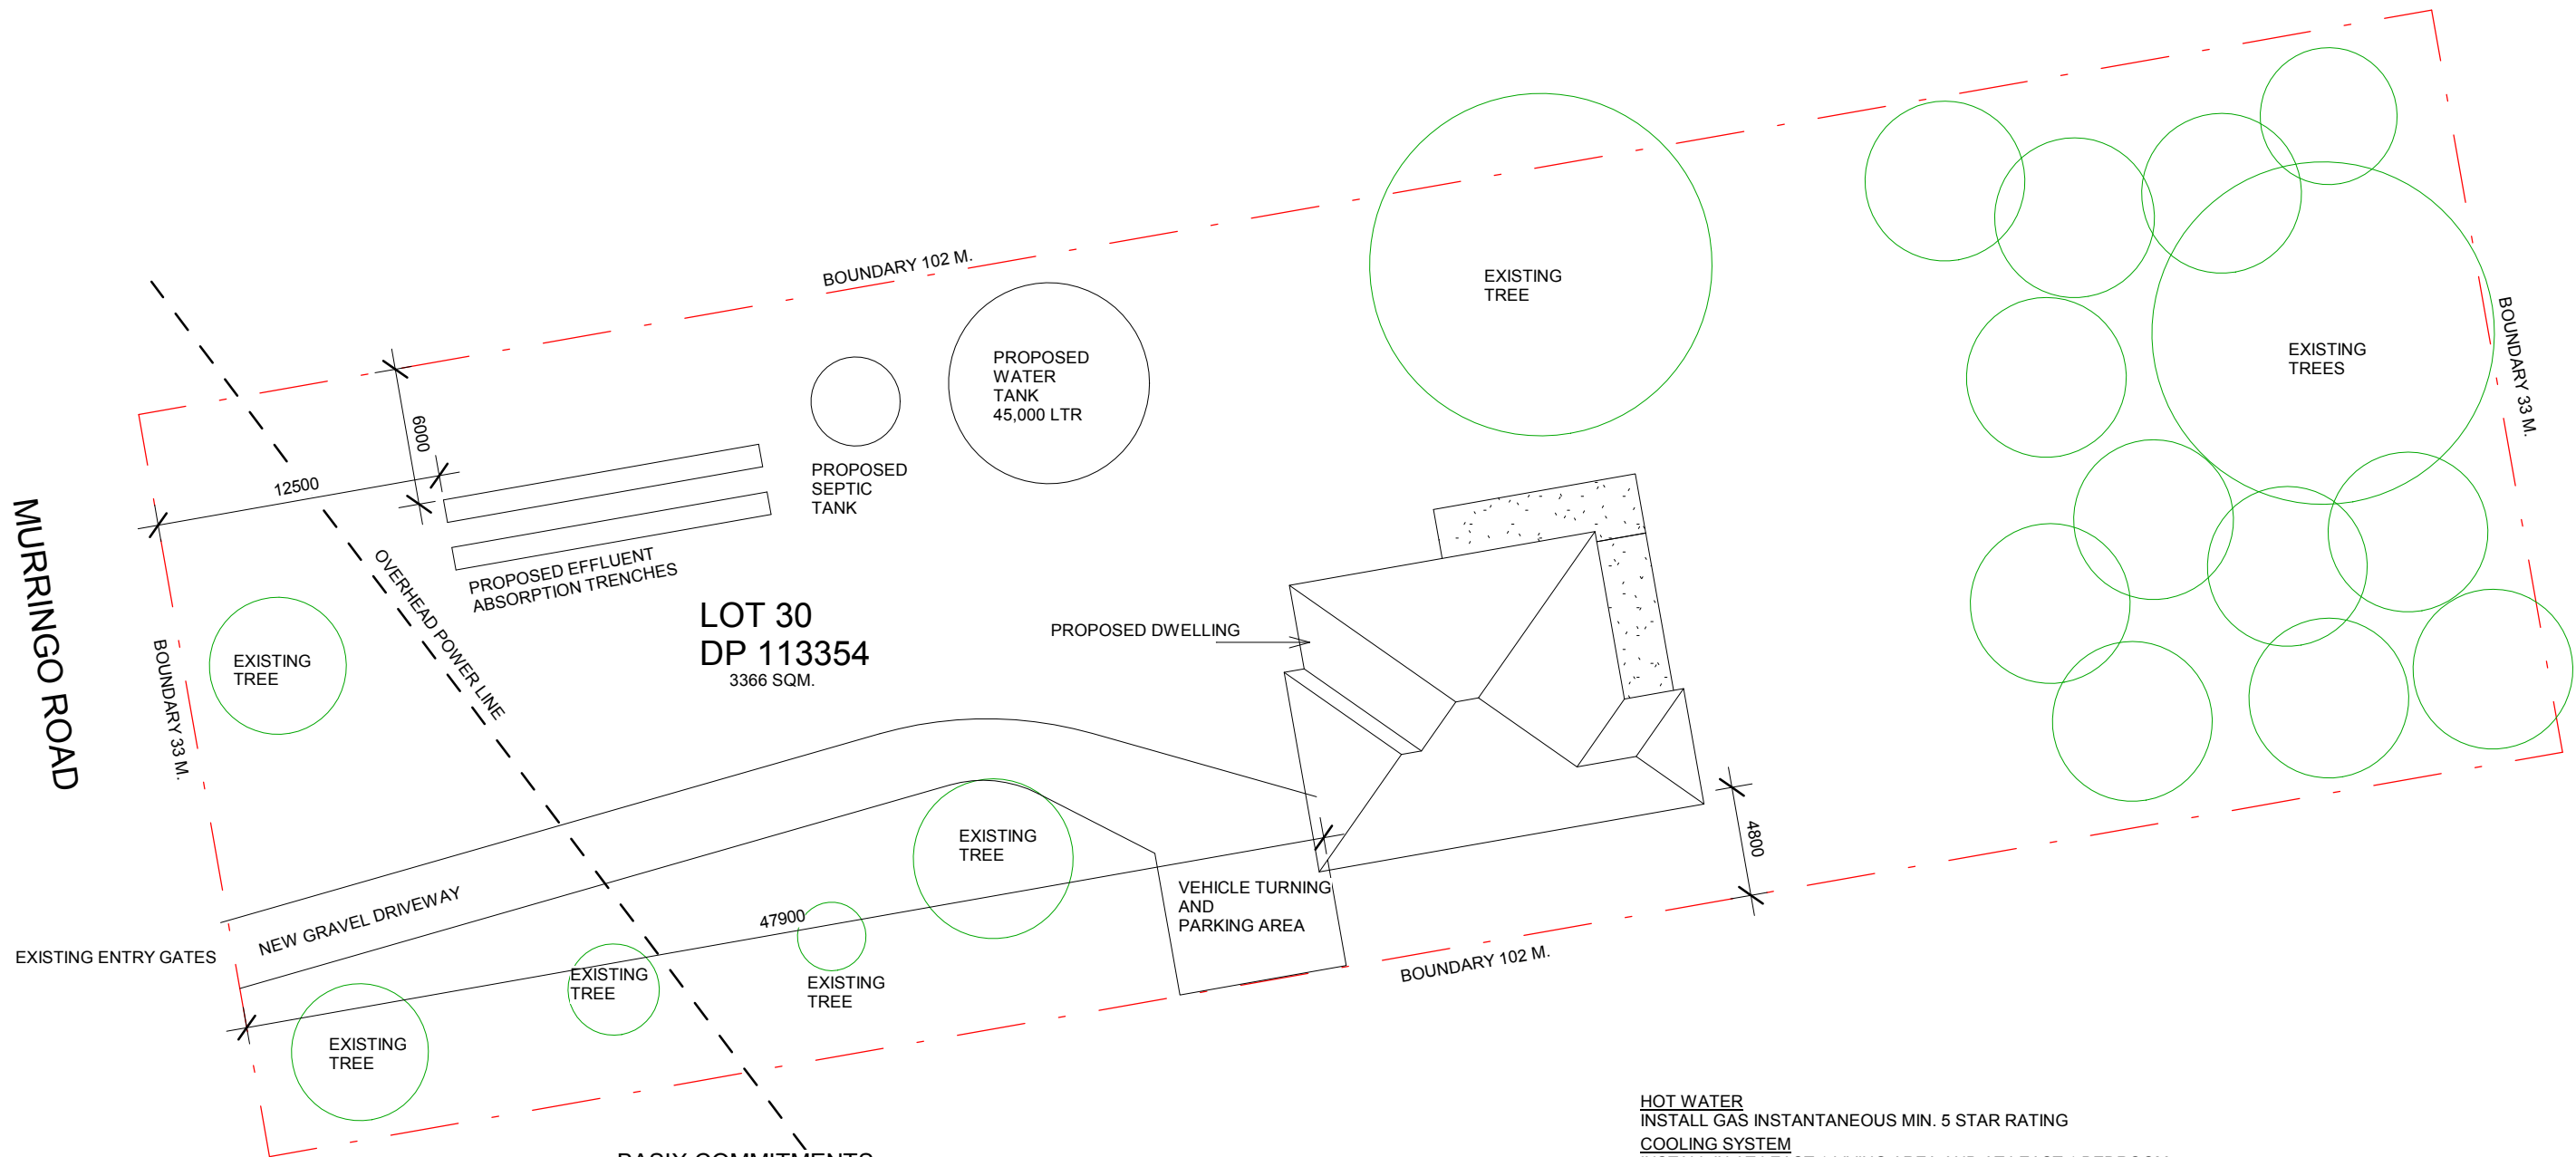 BOUNDARY 102 M.
EXISTING
TREE
EXISTING
TREES
BOUNDARY 33 M.
PROPOSED
WATER
TANK
45,000 LTR
6000
12500
PROPOSED
SEPTIC
TANK
MURRINGO ROAD
OVERHEAD POWER LINE
PROPOSED EFFLUENT
ABSORPTION TRENCHES
LOT 30
DP 113354
3366 SQM.
PROPOSED DWELLING
EXISTING
TREE
BOUNDARY 33 M.
EXISTING
TREE
4800
VEHICLE TURNING
AND
PARKING AREA
NEW GRAVEL DRIVEWAY
47900
EXISTING ENTRY GATES
EXISTING
TREE
EXISTING
TREE
BOUNDARY 102 M.
EXISTING
TREE
HOT WATER
INSTALL GAS INSTANTANEOUS MIN. 5 STAR RATING
COOLING SYSTEM
BASIX COMMITMENTS